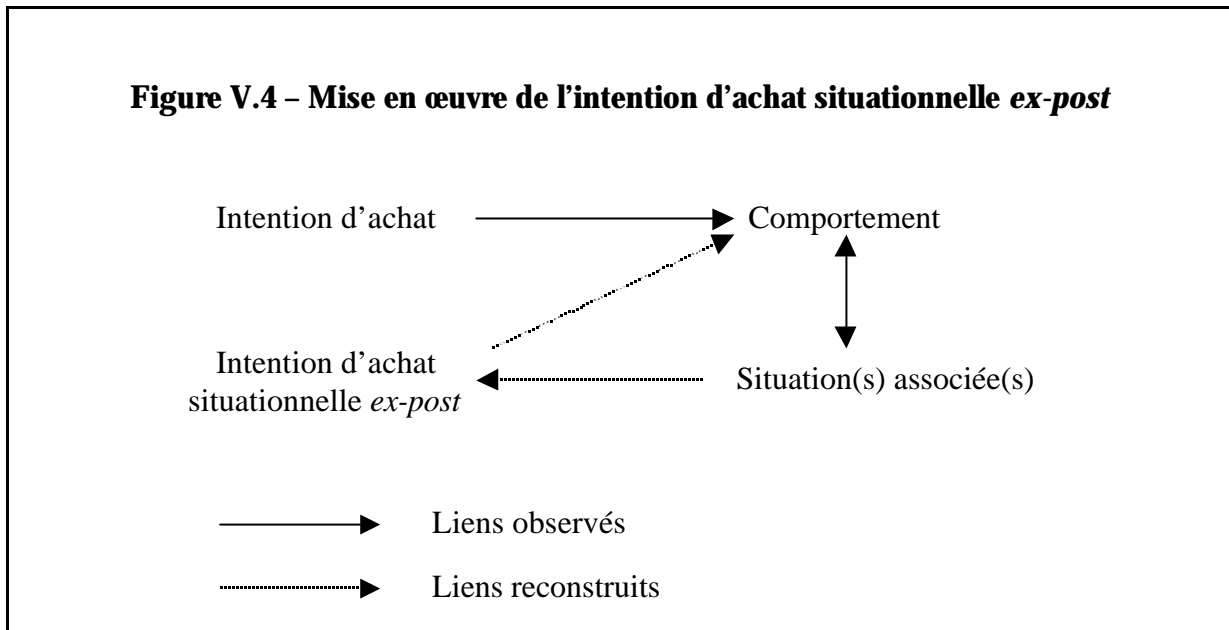 Figure V.4 – Mise en œuvre de l’intention d’achat situationnelle ex-post
Intention d’achat
Comportement
Intention d’achat
situationnelle ex-post
Situation(s) associée(s)
Liens observés
Liens reconstruits